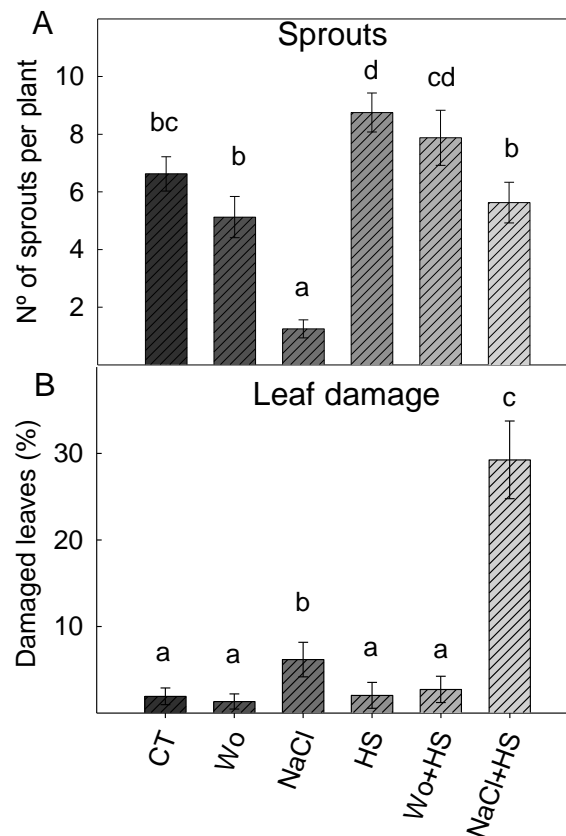 A
Sprouts
Nº of sprouts per plant
10
8
6
4
2
bc
b
a
d
cd
b
B
Leaf damage
Damaged leaves (%)
30
20
10
a
a
b
a
a
c
CT
Wo
NaCl
HS
Wo+HS
NaCl+HS